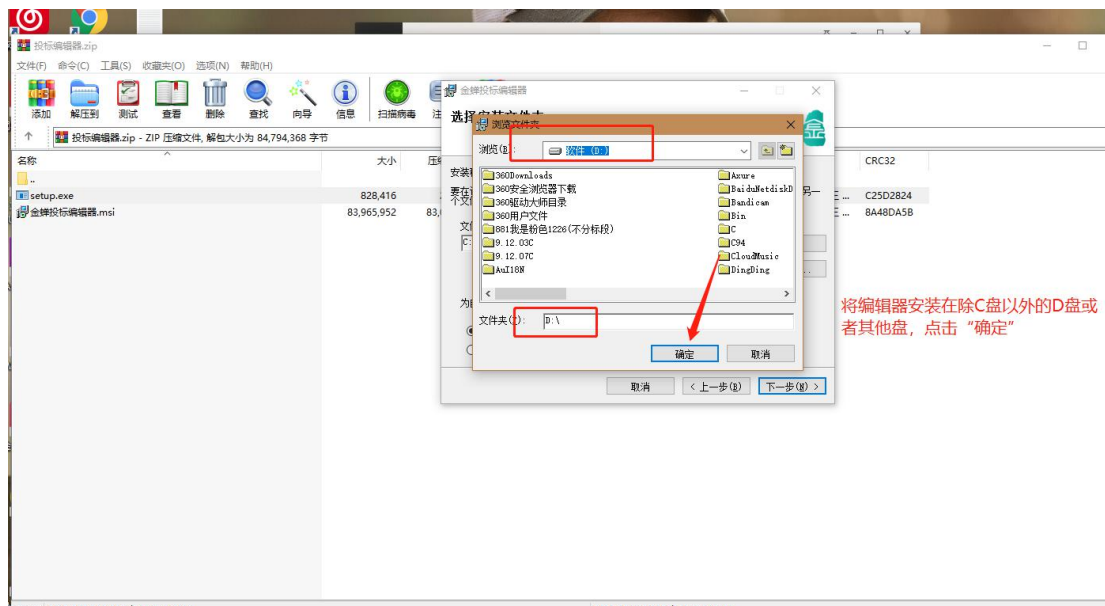 投标编辑器.zip
文件(F) 命令(C) 工具(S) 收藏夹(O) 选项(N) 帮助(H)
添加 解压到 测试 查看 删除 查找 向导 信息 扫描病毒 注
投标编辑器.zip - ZIP 压缩文件, 解包大小为 84,794,368 字节
名称 大小 CRC32
..
setup.exe 828,416 C25D2824
金蝉投标编辑器.msi 83,965,952 8A48DA5B
金蝉投标编辑器
浏览文件夹
浏览(B): 软件 (D:)
360Downloads Axure
360安全浏览器下载 BaiduNetdiskD
360驱动大师目录 Bandicam
360用户文件 Bin
881我是粉色1226(不分标段) C
9.12.03C C94
9.12.07C CloudMusic
AuI18N DingDing
文件夹(F): D:\
确定 取消
取消 < 上一步(B) 下一步(N) >
将编辑器安装在除C盘以外的D盘或
者其他盘，点击“确定”